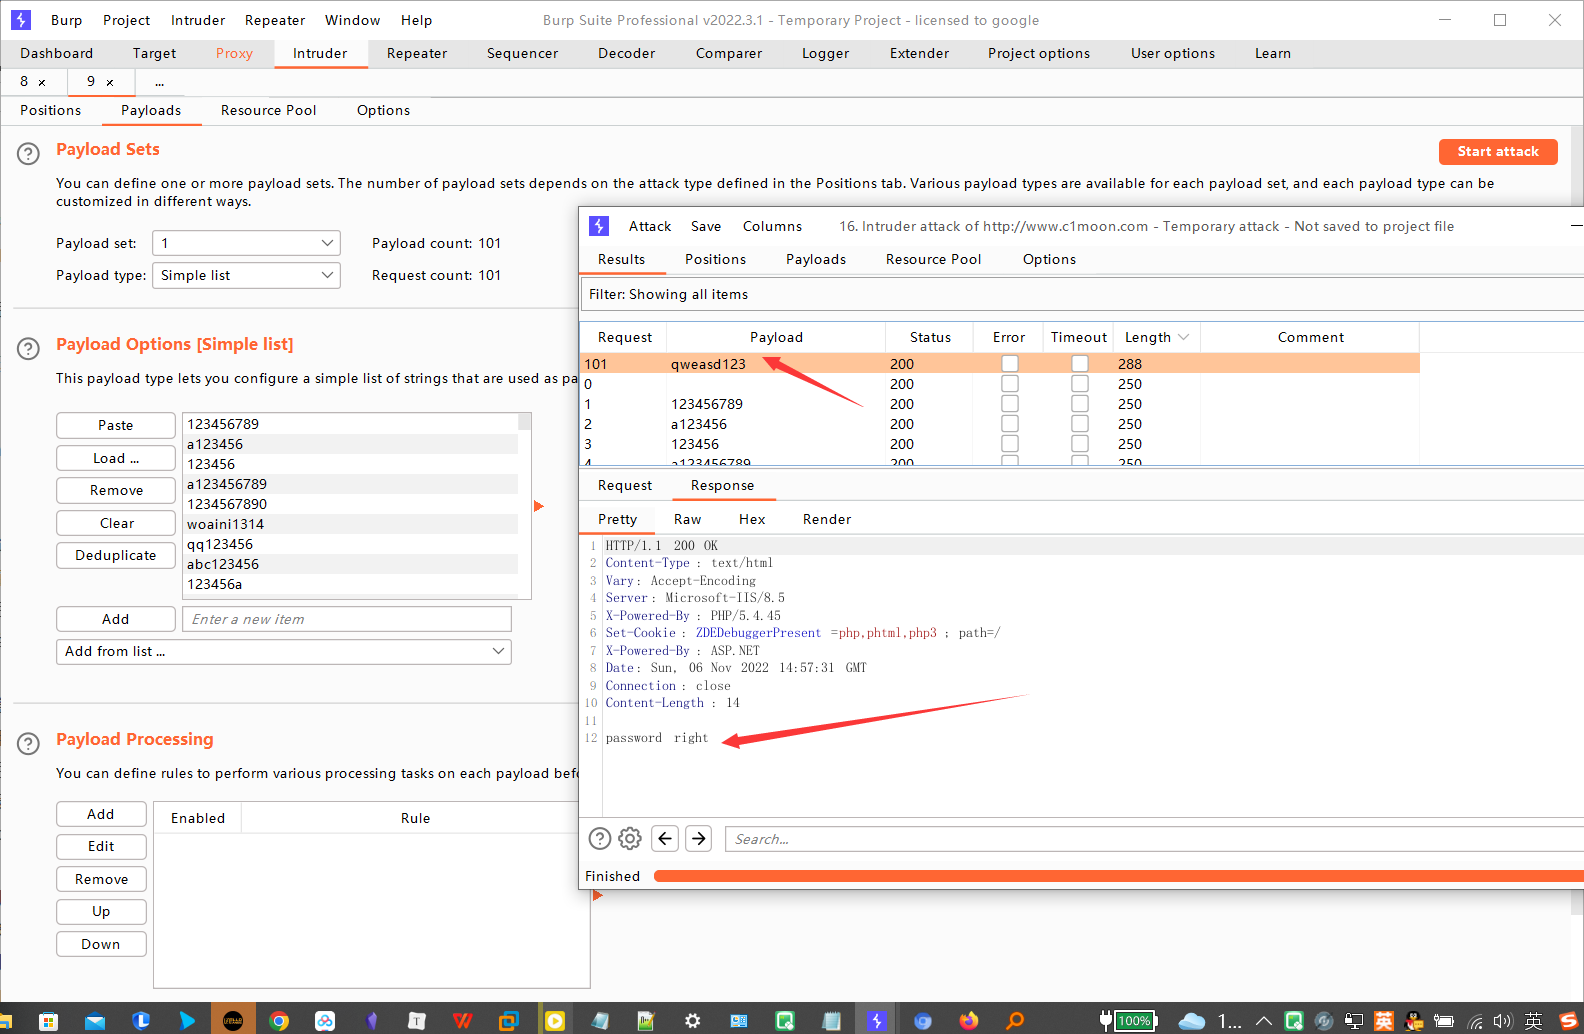 Burp Project Intruder Repeater Window Help Burp Suite Professional v2022.3.1 - Temporary Project - licensed to google
Dashboard Target Proxy Intruder Repeater Sequencer Decoder Comparer Logger Extender Project options User options Learn
8 × 9 × ...
Positions Payloads Resource Pool Options
Payload Sets
Start attack
You can define one or more payload sets. The number of payload sets depends on the attack type defined in the Positions tab. Various payload types are available for each payload set, and each payload type can be
customized in different ways.
Payload set: 1 Payload count: 101
Payload type: Simple list Request count: 101
Payload Options [Simple list]
This payload type lets you configure a simple list of strings that are used as pa
Paste
Load ...
Remove
Clear
Deduplicate
123456789
a123456
123456
a123456789
1234567890
woaini1314
qq123456
abc123456
123456a
Add Enter a new item
Add from list ...
Payload Processing
You can define rules to perform various processing tasks on each payload bef
Add
Edit
Remove
Up
Down
Enabled Rule
Attack Save Columns 16. Intruder attack of http://www.c1moon.com - Temporary attack - Not saved to project file
Results Positions Payloads Resource Pool Options
Filter: Showing all items
Request Payload Status Error Timeout Length Comment
101 qweasd123 200 288
0 200 250
1 123456789 200 250
2 a123456 200 250
3 123456 200 250
4 a123456789 200 250
Request Response
Pretty Raw Hex Render
1 HTTP/1.1 200 OK
2 Content-Type : text/html
3 Vary: Accept-Encoding
4 Server: Microsoft-IIS/8.5
5 X-Powered-By : PHP/5.4.45
6 Set-Cookie : ZDEDebuggerPresent =php,phtml,php3 ; path=/
7 X-Powered-By : ASP.NET
8 Date: Sun, 06 Nov 2022 14:57:31 GMT
9 Connection : close
10 Content-Length : 14
11
12 password right
Search...
Finished
100% 1... 英 英